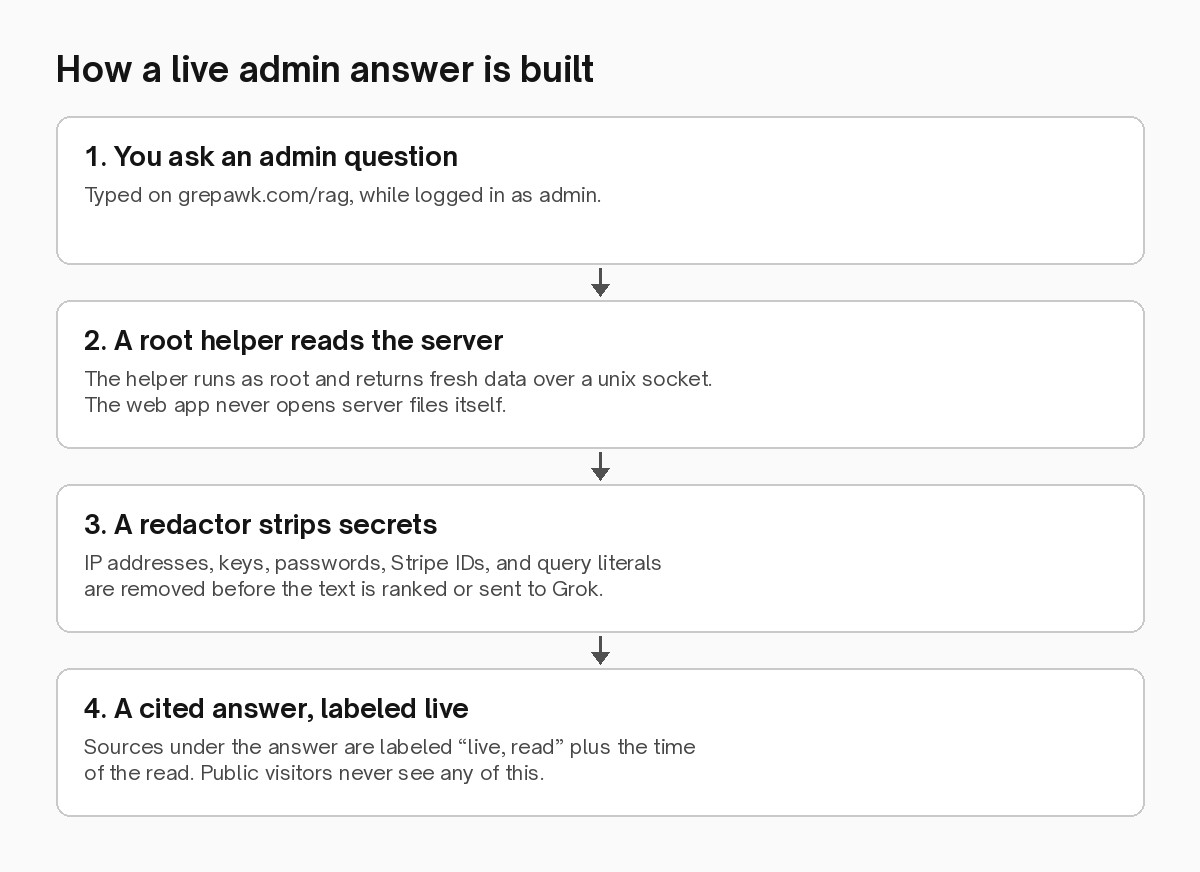 How a live admin answer is built
1. You ask an admin question
Typed on grepawk.com/rag, while logged in as admin.
2. A root helper reads the server
The helper runs as root and returns fresh data over a unix socket.
The web app never opens server files itself.
3. A redactor strips secrets
IP addresses, keys, passwords, Stripe IDs, and query literals
are removed before the text is ranked or sent to Grok.
4. A cited answer, labeled live
Sources under the answer are labeled “live, read” plus the time
of the read. Public visitors never see any of this.